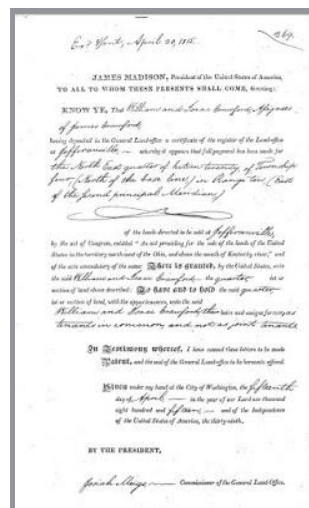 April 20, 1815
JAMES MADISON, President of the United States of America,
TO ALL TO WHOM THESE PRESENTS SHALL COME, Greeting:
KNOW YE, That William and Isaac Crawford, Assignees
of James Crawford
having deposited in the General Land-office a certificate of the register of the Land-office
at Jeffersonville, whereby it appears that full payment has been made for
the North East quarter of Section twenty, of Township
four, (North of the base line) in Range ten (East
of the Second principal Meridian)
of the lands directed to be sold at Jeffersonville,
by the act of Congress, entitled "An act providing for the sale of the lands of the United
States in the territory north west of the Ohio, and above the mouth of Kentucky river," and
of the acts amendatory of the same. There is granted, by the United States, unto
the said William and Isaac Crawford the quarter lot or
section of land above described: To have and to hold the said quarter
lot or section of land, with the appurtenances, unto the said
William and Isaac Crawford, their heirs and assigns forever, as
tenants in common and not as joint tenants
In Testimony whereof, I have caused these letters to be made
Patent, and the seal of the General Land Office to be hereunto affixed.
Given under my hand at the City of Washington, the fifteenth
day of April in the year of our Lord one thousand
eight hundred and fifteen, and of the Independence
of the United States of America, the thirty-ninth.
BY THE PRESIDENT,
Josiah Meigs Commissioner of the General Land Office.